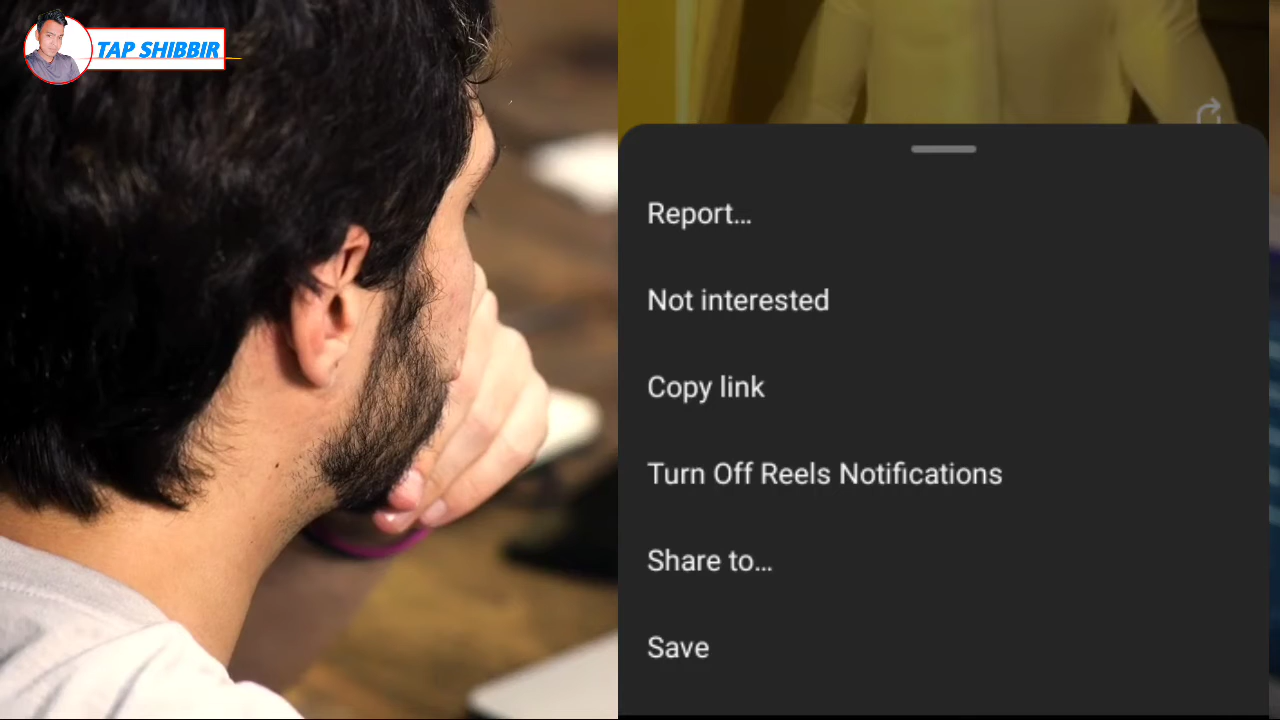 TAP SHIBBIR
Report...
Not interested
Copy link
Turn Off Reels Notifications
Share to...
Save